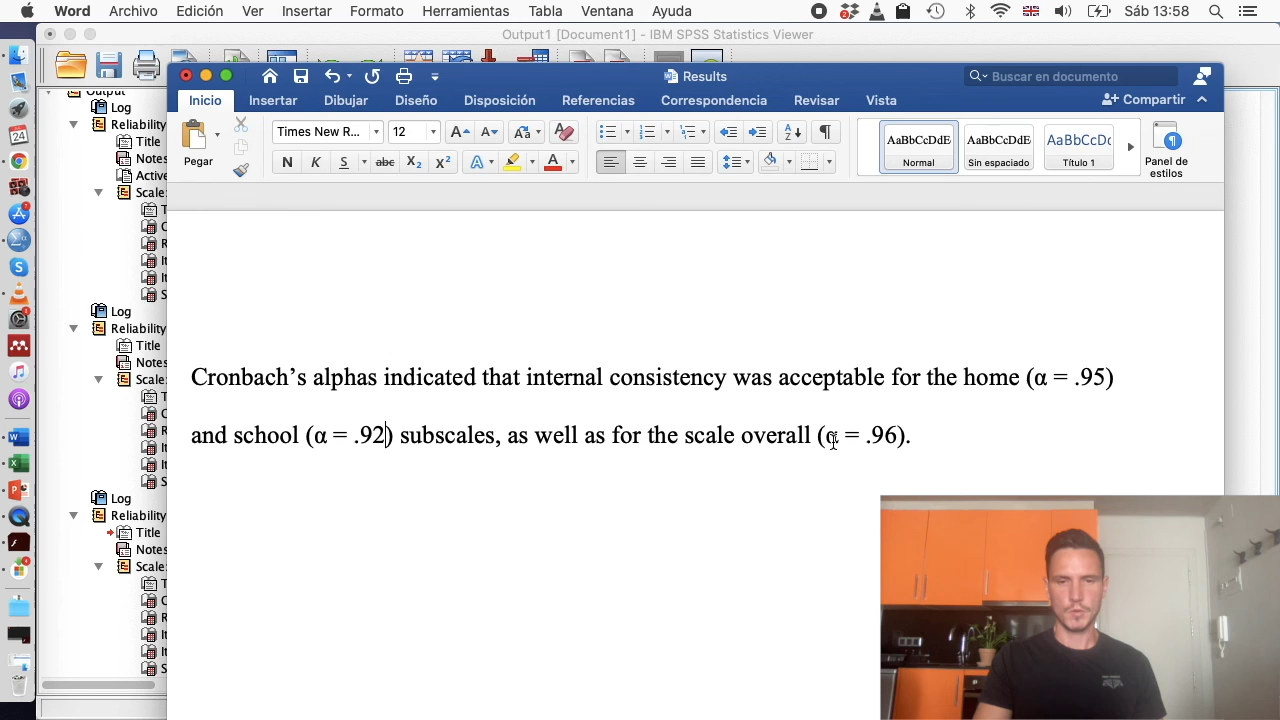 Word Archivo Edición Ver Insertar Formato Herramientas Tabla Ventana Ayuda Sáb 13:58
Output1 [Document1] - IBM SPSS Statistics Viewer
Results
Buscar en documento
Inicio Insertar Dibujar Diseño Disposición Referencias Correspondencia Revisar Vista Compartir
Pegar
Times New R... 12
N K S abc X2 X2
AaBbCcDdE AaBbCcDdE AaBbCcDc
Normal Sin espaciado Título 1
Panel de
estilos
Output
Log
Reliability
Title
Notes
Active
Scale:
Log
Reliability
Title
Notes
Scale:
Log
Reliability
Title
Notes
Scale:
Cronbach’s alphas indicated that internal consistency was acceptable for the home (α = .95)
and school (α = .92) subscales, as well as for the scale overall (α = .96).